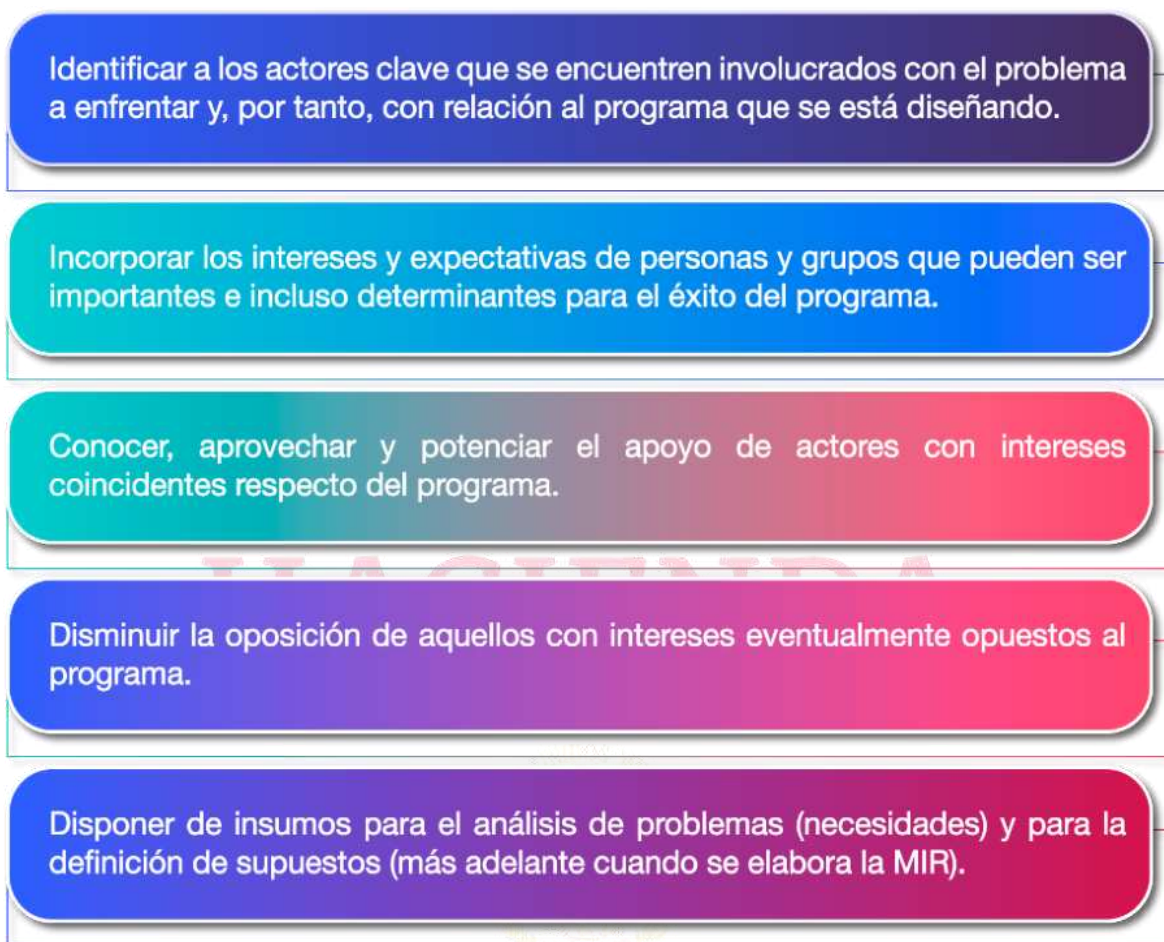 Identificar a los actores clave que se encuentren involucrados con el problema
a enfrentar y, por tanto, con relación al programa que se está diseñando.
Incorporar los intereses y expectativas de personas y grupos que pueden ser
importantes e incluso determinantes para el éxito del programa.
Conocer, aprovechar y potenciar el apoyo de actores con intereses
coincidentes respecto del programa.
HACIENDA
Disminuir la oposición de aquellos con intereses eventualmente opuestos al
programa.
Disponer de insumos para el análisis de problemas (necesidades) y para la
definición de supuestos (más adelante cuando se elabora la MIR).